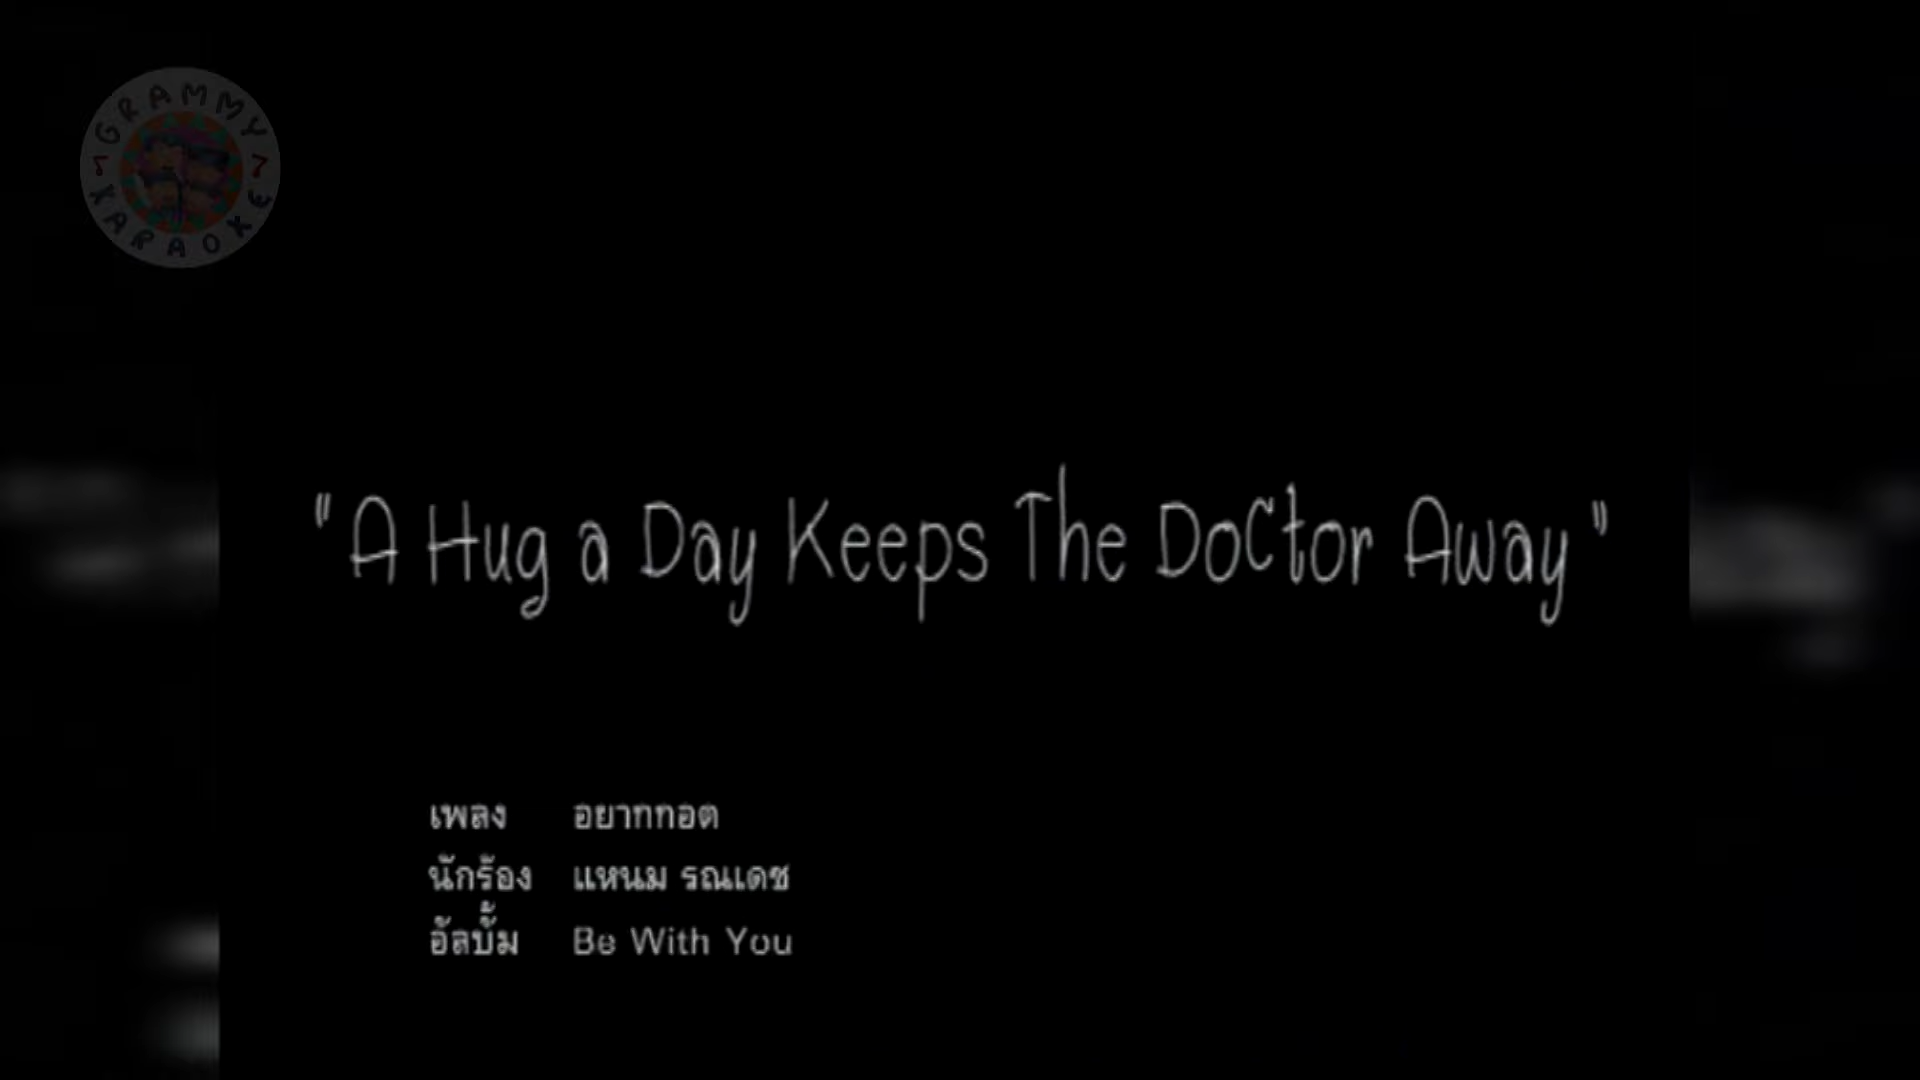 GRAMMY KARAOKE
"A Hug a Day Keeps The Doctor Away"
เพลง อยากกอด
นักร้อง แหนม รณเดช
อัลบั้ม Be With You